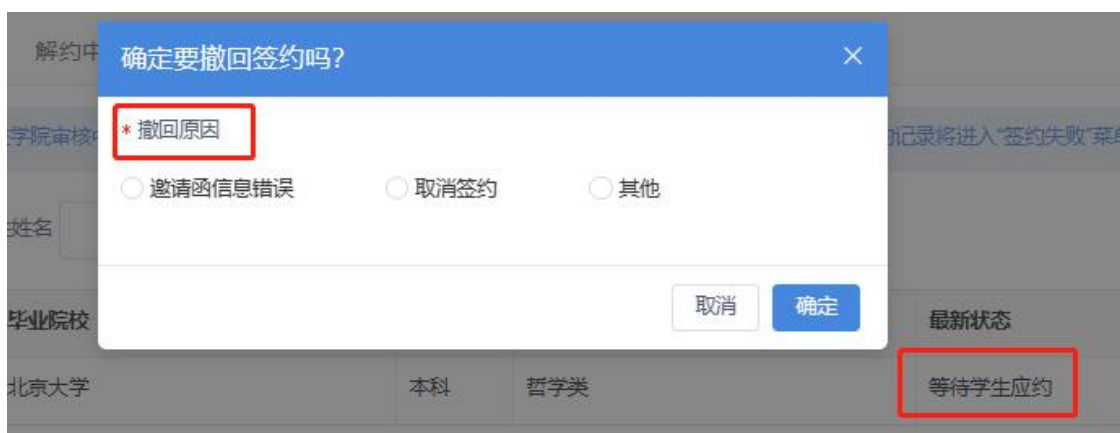 解约中
确定要撤回签约吗?
学院审核中
* 撤回原因
记录将进入"签约失败"菜单
邀请函信息错误 取消签约 其他
姓名
取消 确定
毕业院校 最新状态
北京大学 本科 哲学类 等待学生应约